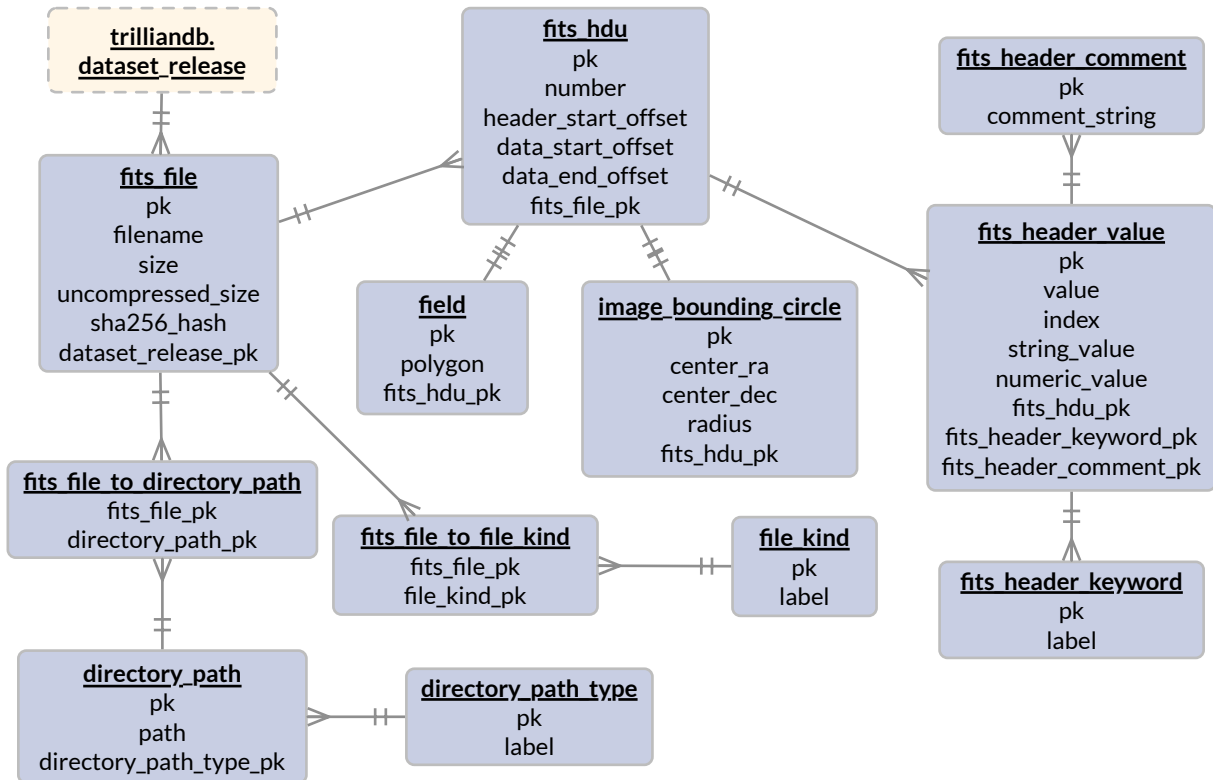 trilliandb.
dataset_release
fits_file
pk
filename
size
uncompressed_size
sha256_hash
dataset_release_pk
fits_hdu
pk
number
header_start_offset
data_start_offset
data_end_offset
fits_file_pk
fits_header_comment
pk
comment_string
field
pk
polygon
fits_hdu_pk
image_bounding_circle
pk
center_ra
center_dec
radius
fits_hdu_pk
fits_header_value
pk
value
index
string_value
numeric_value
fits_hdu_pk
fits_header_keyword_pk
fits_header_comment_pk
fits_file_to_directory_path
fits_file_pk
directory_path_pk
fits_file_to_file_kind
fits_file_pk
file_kind_pk
file_kind
pk
label
fits_header_keyword
pk
label
directory_path
pk
path
directory_path_type_pk
directory_path_type
pk
label